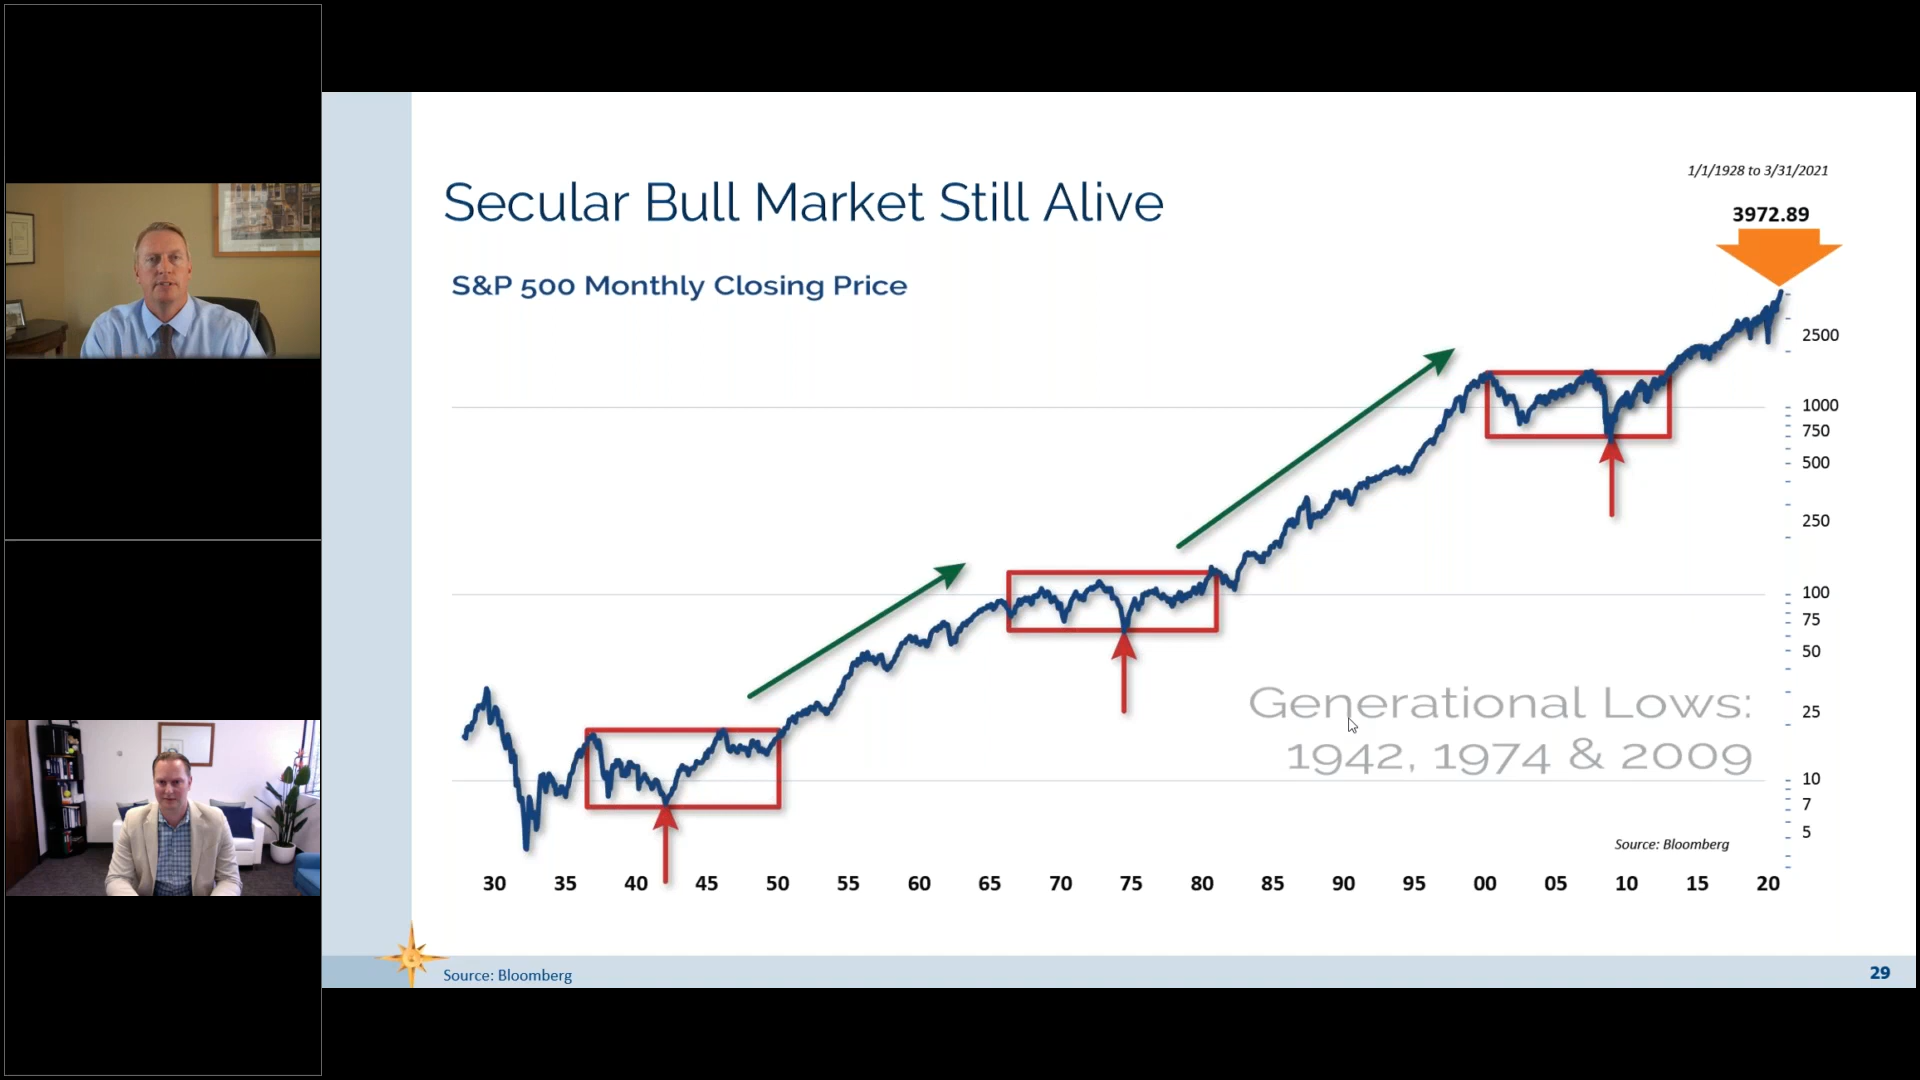 1/1/1928 to 3/31/2021
Secular Bull Market Still Alive
3972.89
S&P 500 Monthly Closing Price
2500
1000
750
500
250
100
75
50
25
10
7
5
Generational Lows:
1942, 1974 & 2009
Source: Bloomberg
30 35 40 45 50 55 60 65 70 75 80 85 90 95 00 05 10 15 20
Source: Bloomberg
29